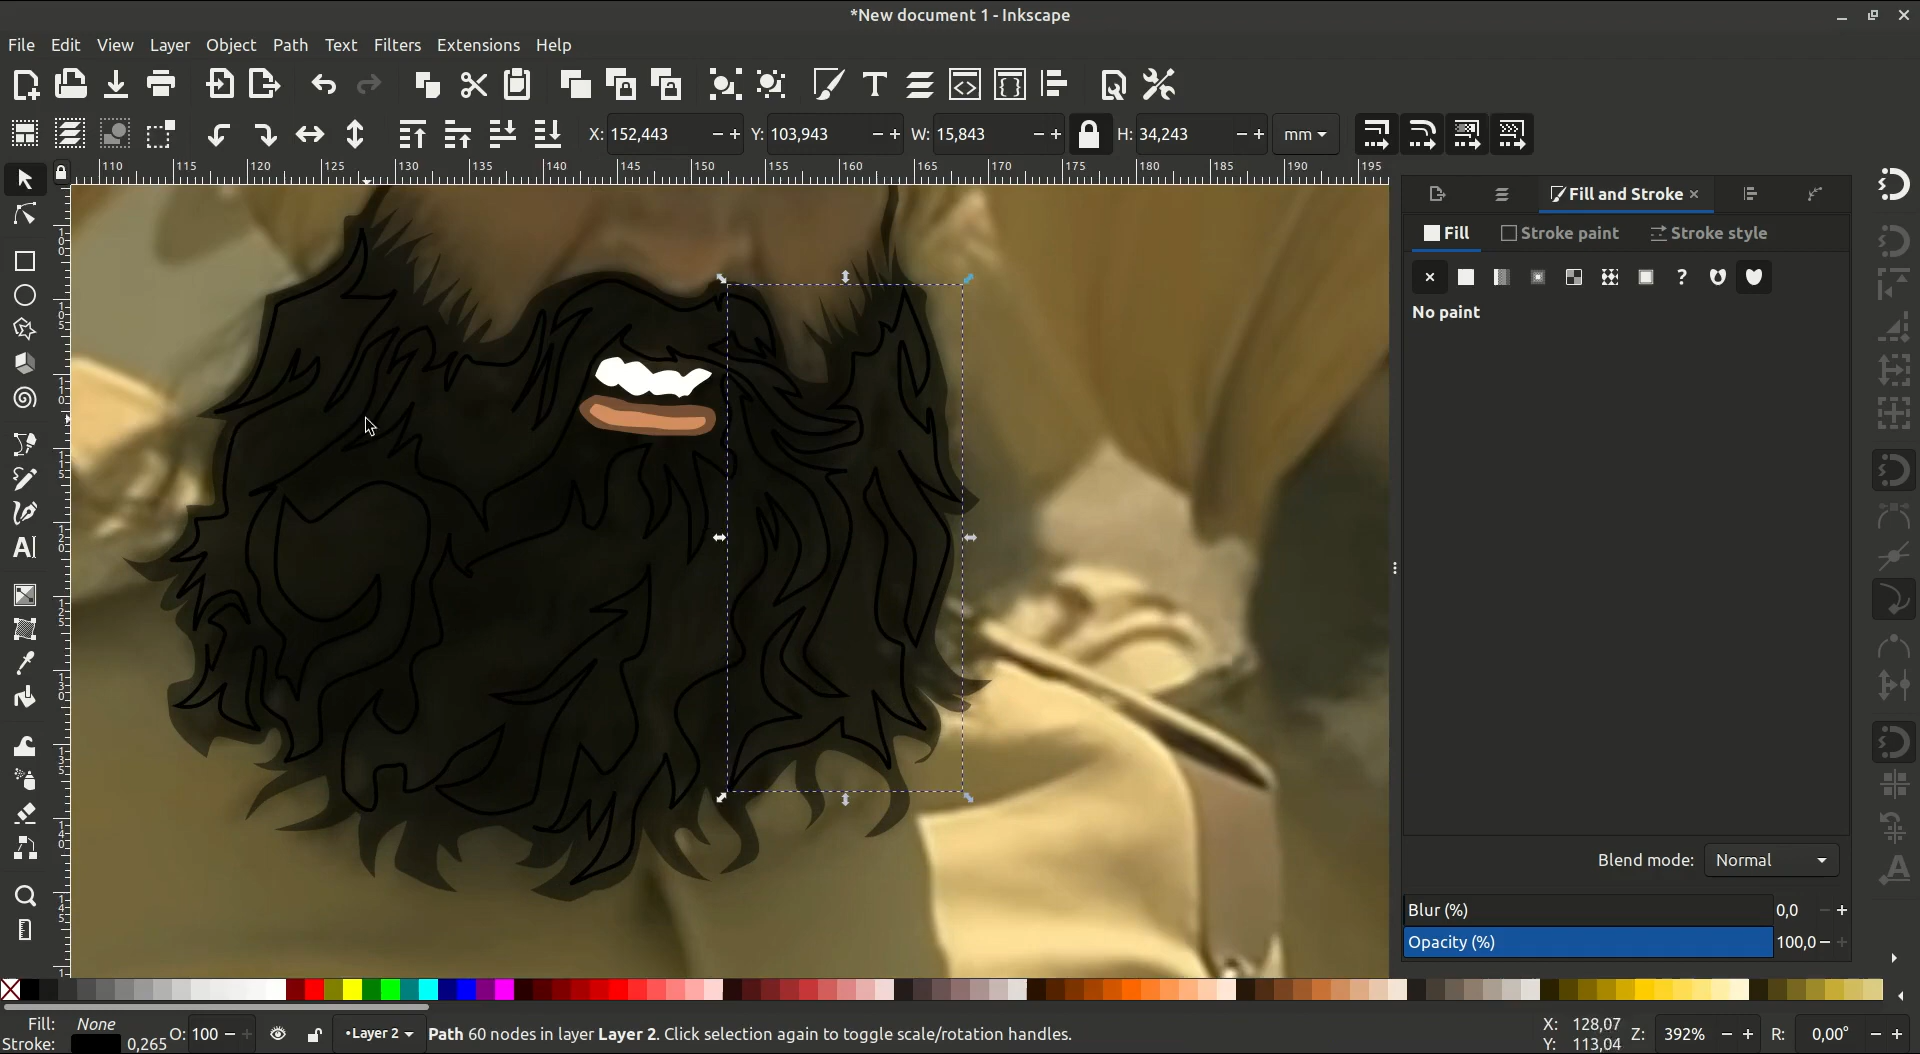 *New document 1 - Inkscape
File Edit View Layer Object Path Text Filters Extensions Help
X: 152,443 Y: 103,943 W: 15,843 H: 34,243 mm
110 115 120 125 130 135 140 145 150 155 160 165 170 175 180 185 190 195
Fill and Stroke
Fill Stroke paint Stroke style
No paint
Blend mode: Normal
Blur (%) 0,0
Opacity (%) 100,0
Fill: None
Stroke: 0,265
O: 100
•Layer 2
Path 60 nodes in layer Layer 2. Click selection again to toggle scale/rotation handles.
X: 128,07
Y: 113,04
Z: 392%
R: 0,00°